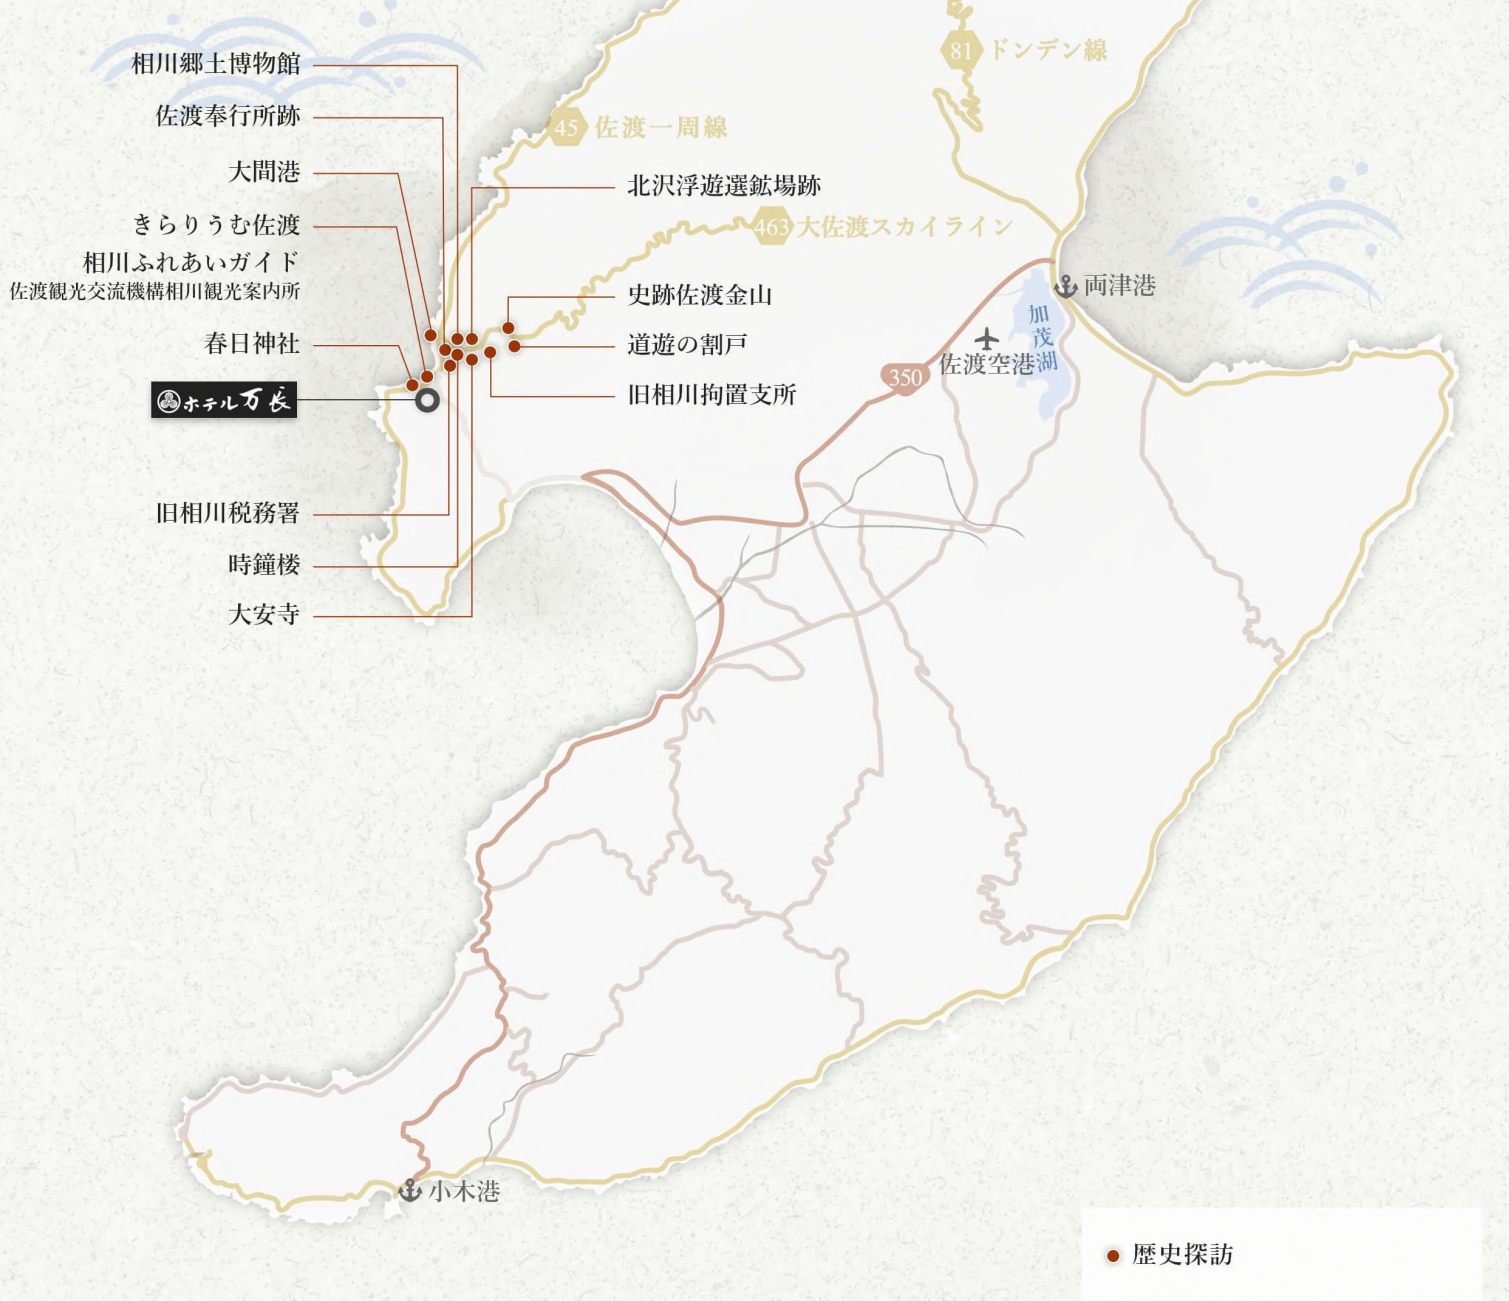 相川郷土博物館
佐渡奉行所跡
大間港
きらりうむ佐渡
相川ふれあいガイド
佐渡観光交流機構相川観光案内所
春日神社
ホテル万長
旧相川税務署
時鐘楼
大安寺
45 佐渡一周線
81 ドンデン線
北沢浮遊選鉱場跡
463 大佐渡スカイライン
史跡佐渡金山
道遊の割戸
旧相川拘置支所
両津港
加茂湖
佐渡空港
350
小木港
歴史探訪